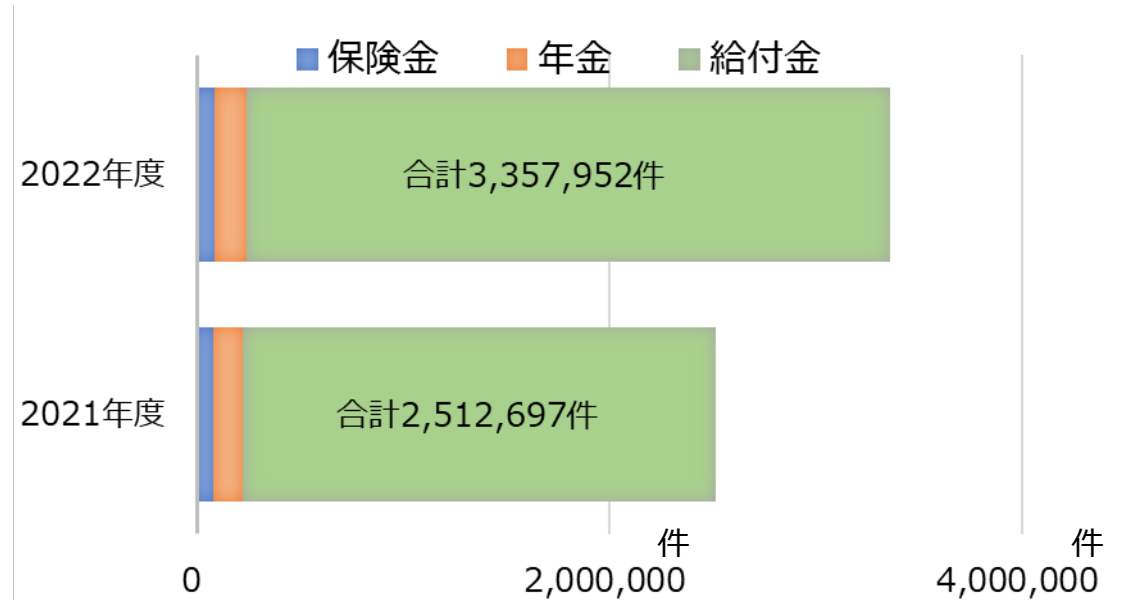 保険金 年金 給付金
2022年度
合計3,357,952件
2021年度
合計2,512,697件
件 件
0 2,000,000 4,000,000